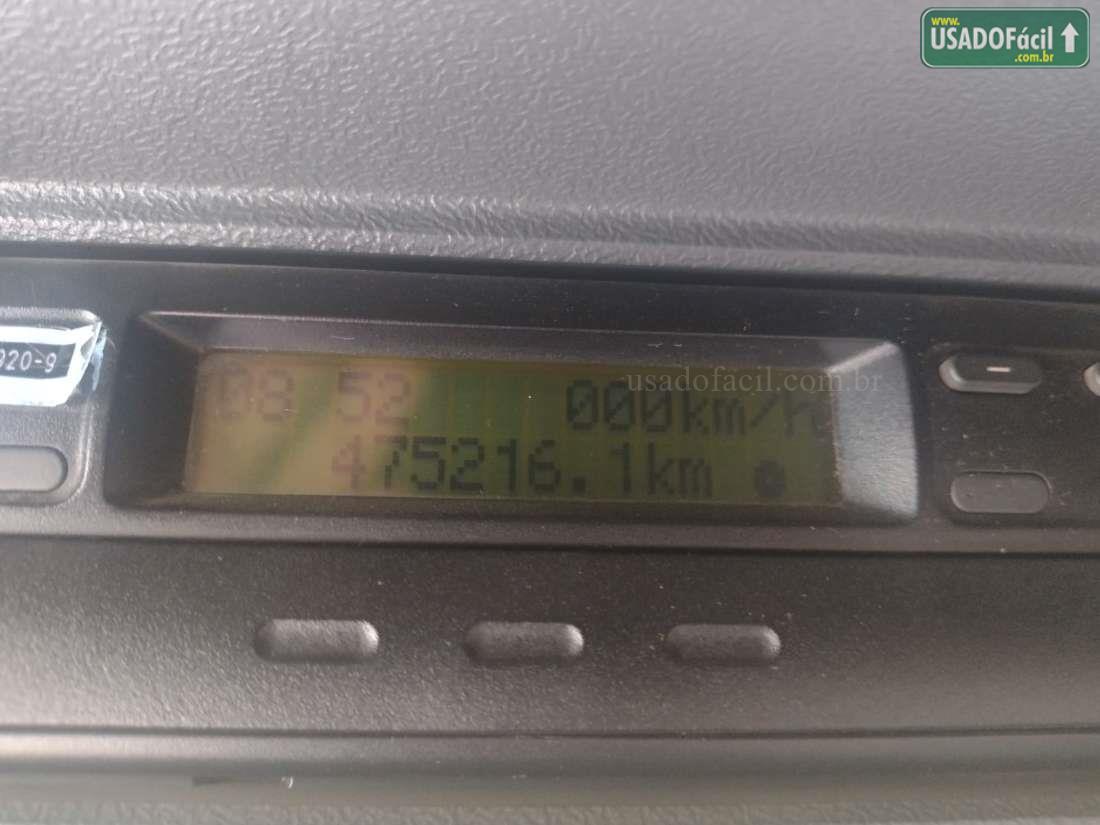 www.
USADOFácil
.com.br
920-9
08 52 000km/h
usadofacil.com.br
475216.1km